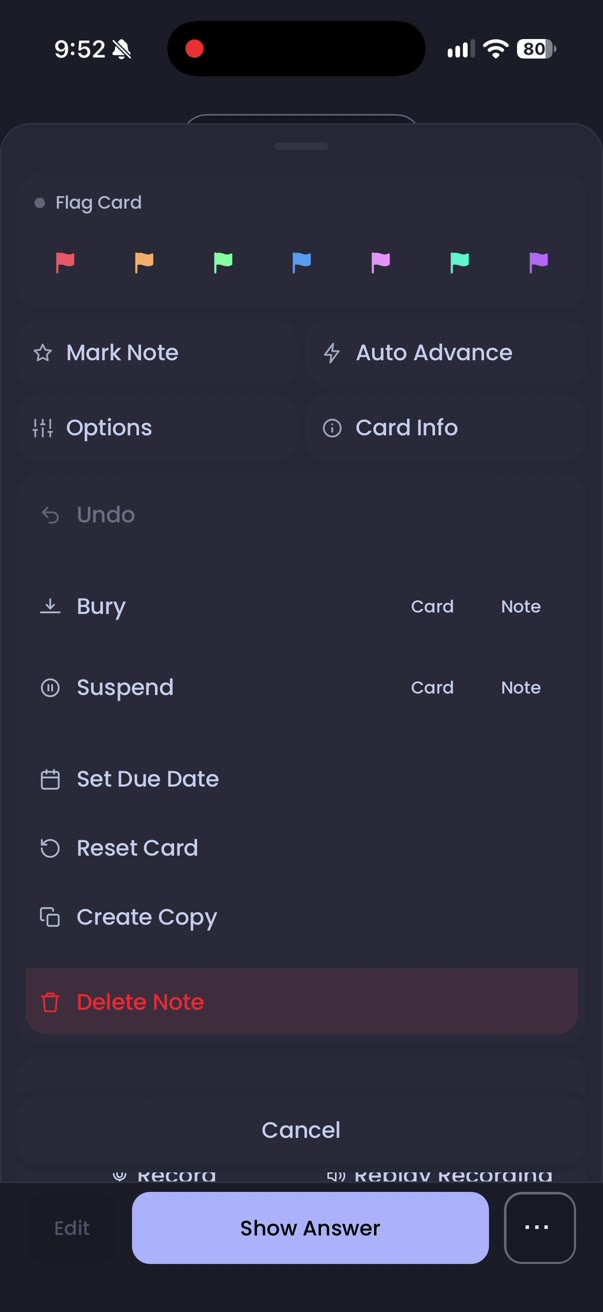 9:52
80
Flag Card
Mark Note
Auto Advance
Options
Card Info
Undo
Bury Card Note
Suspend Card Note
Set Due Date
Reset Card
Create Copy
Delete Note
Cancel
Record Replay Recording
Edit Show Answer ...